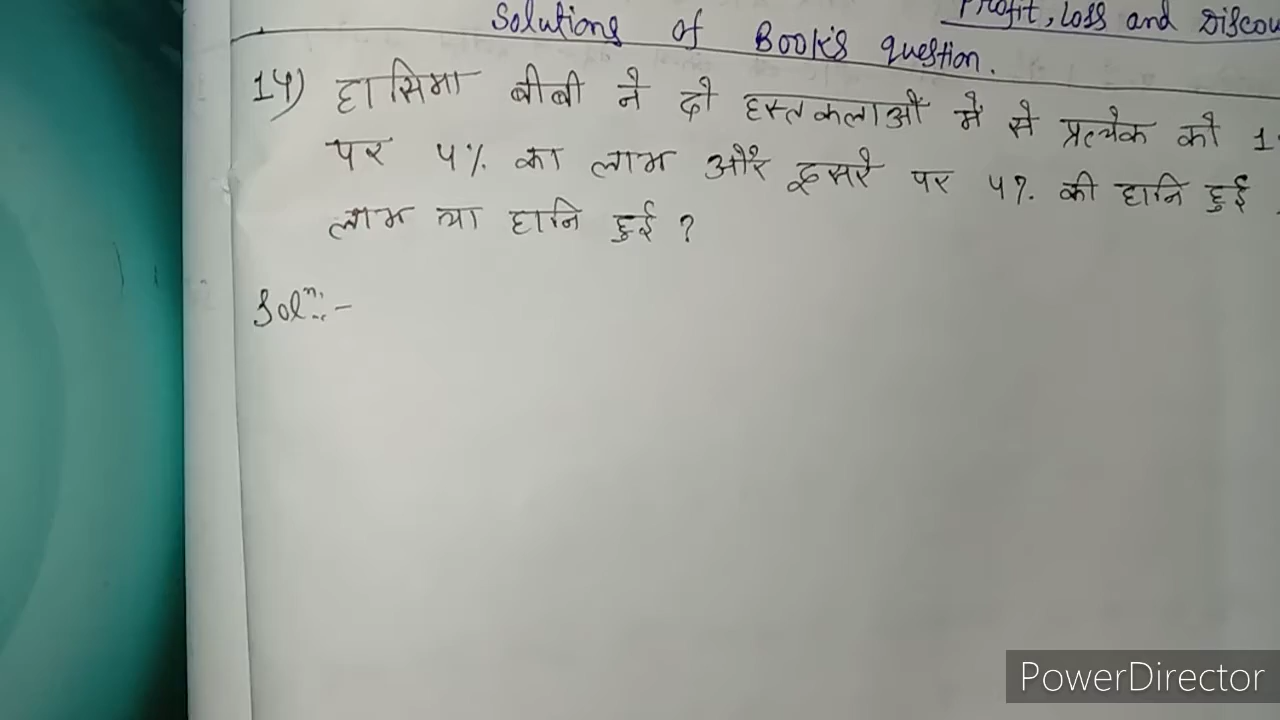 Profit, Loss and Discou
Solutions of Book's question.
14) हासिमा बीबी ने दो हस्तकलाओं में से प्रत्येक को 1
पर 4% का लाभ और दूसरे पर 4% की हानि हुई
लाभ या हानि हुई ?
Solⁿ:-
PowerDirector